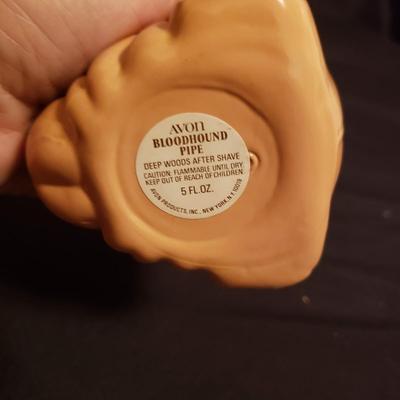 AVON
BLOODHOUND
PIPE
DEEP WOODS AFTER SHAVE
CAUTION: FLAMMABLE UNTIL DRY.
KEEP OUT OF REACH OF CHILDREN.
5 FL.OZ.
AVON PRODUCTS, INC., NEW YORK, N.Y. 10019